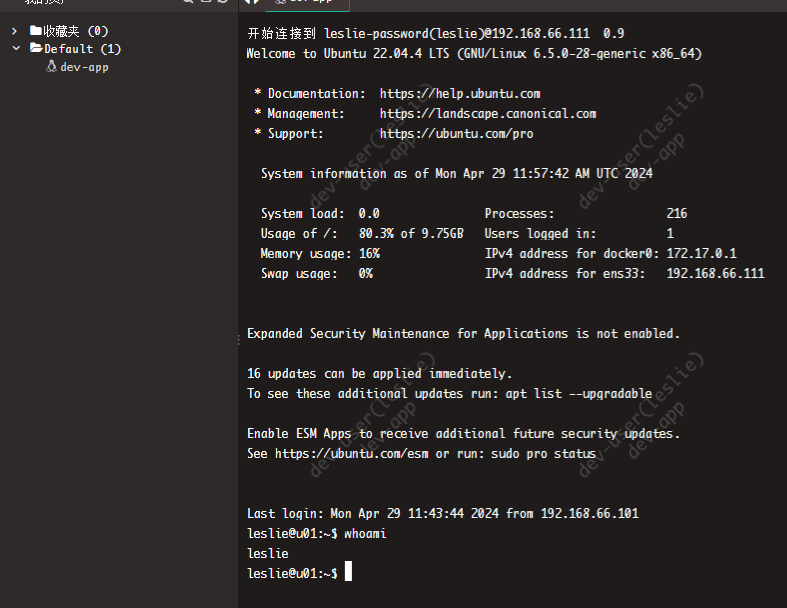 收藏夹 (0)
Default (1)
dev-app
开始连接到 leslie-password(leslie)@192.168.66.111  0.9
Welcome to Ubuntu 22.04.4 LTS (GNU/Linux 6.5.0-28-generic x86_64)
* Documentation:  https://help.ubuntu.com
* Management:     https://landscape.canonical.com
* Support:        https://ubuntu.com/pro
System information as of Mon Apr 29 11:57:42 AM UTC 2024
System load:  0.0               Processes:                216
Usage of /:   80.3% of 9.75GB   Users logged in:          1
Memory usage: 16%               IPv4 address for docker0: 172.17.0.1
Swap usage:   0%                IPv4 address for ens33:   192.168.66.111
Expanded Security Maintenance for Applications is not enabled.
16 updates can be applied immediately.
To see these additional updates run: apt list --upgradable
Enable ESM Apps to receive additional future security updates.
See https://ubuntu.com/esm or run: sudo pro status
Last login: Mon Apr 29 11:43:44 2024 from 192.168.66.101
leslie@u01:~$ whoami
leslie
leslie@u01:~$
dev-user(leslie)
dev-app
dev-user(leslie)
dev-app
dev-user(leslie)
dev-app
dev-user(leslie)
dev-app